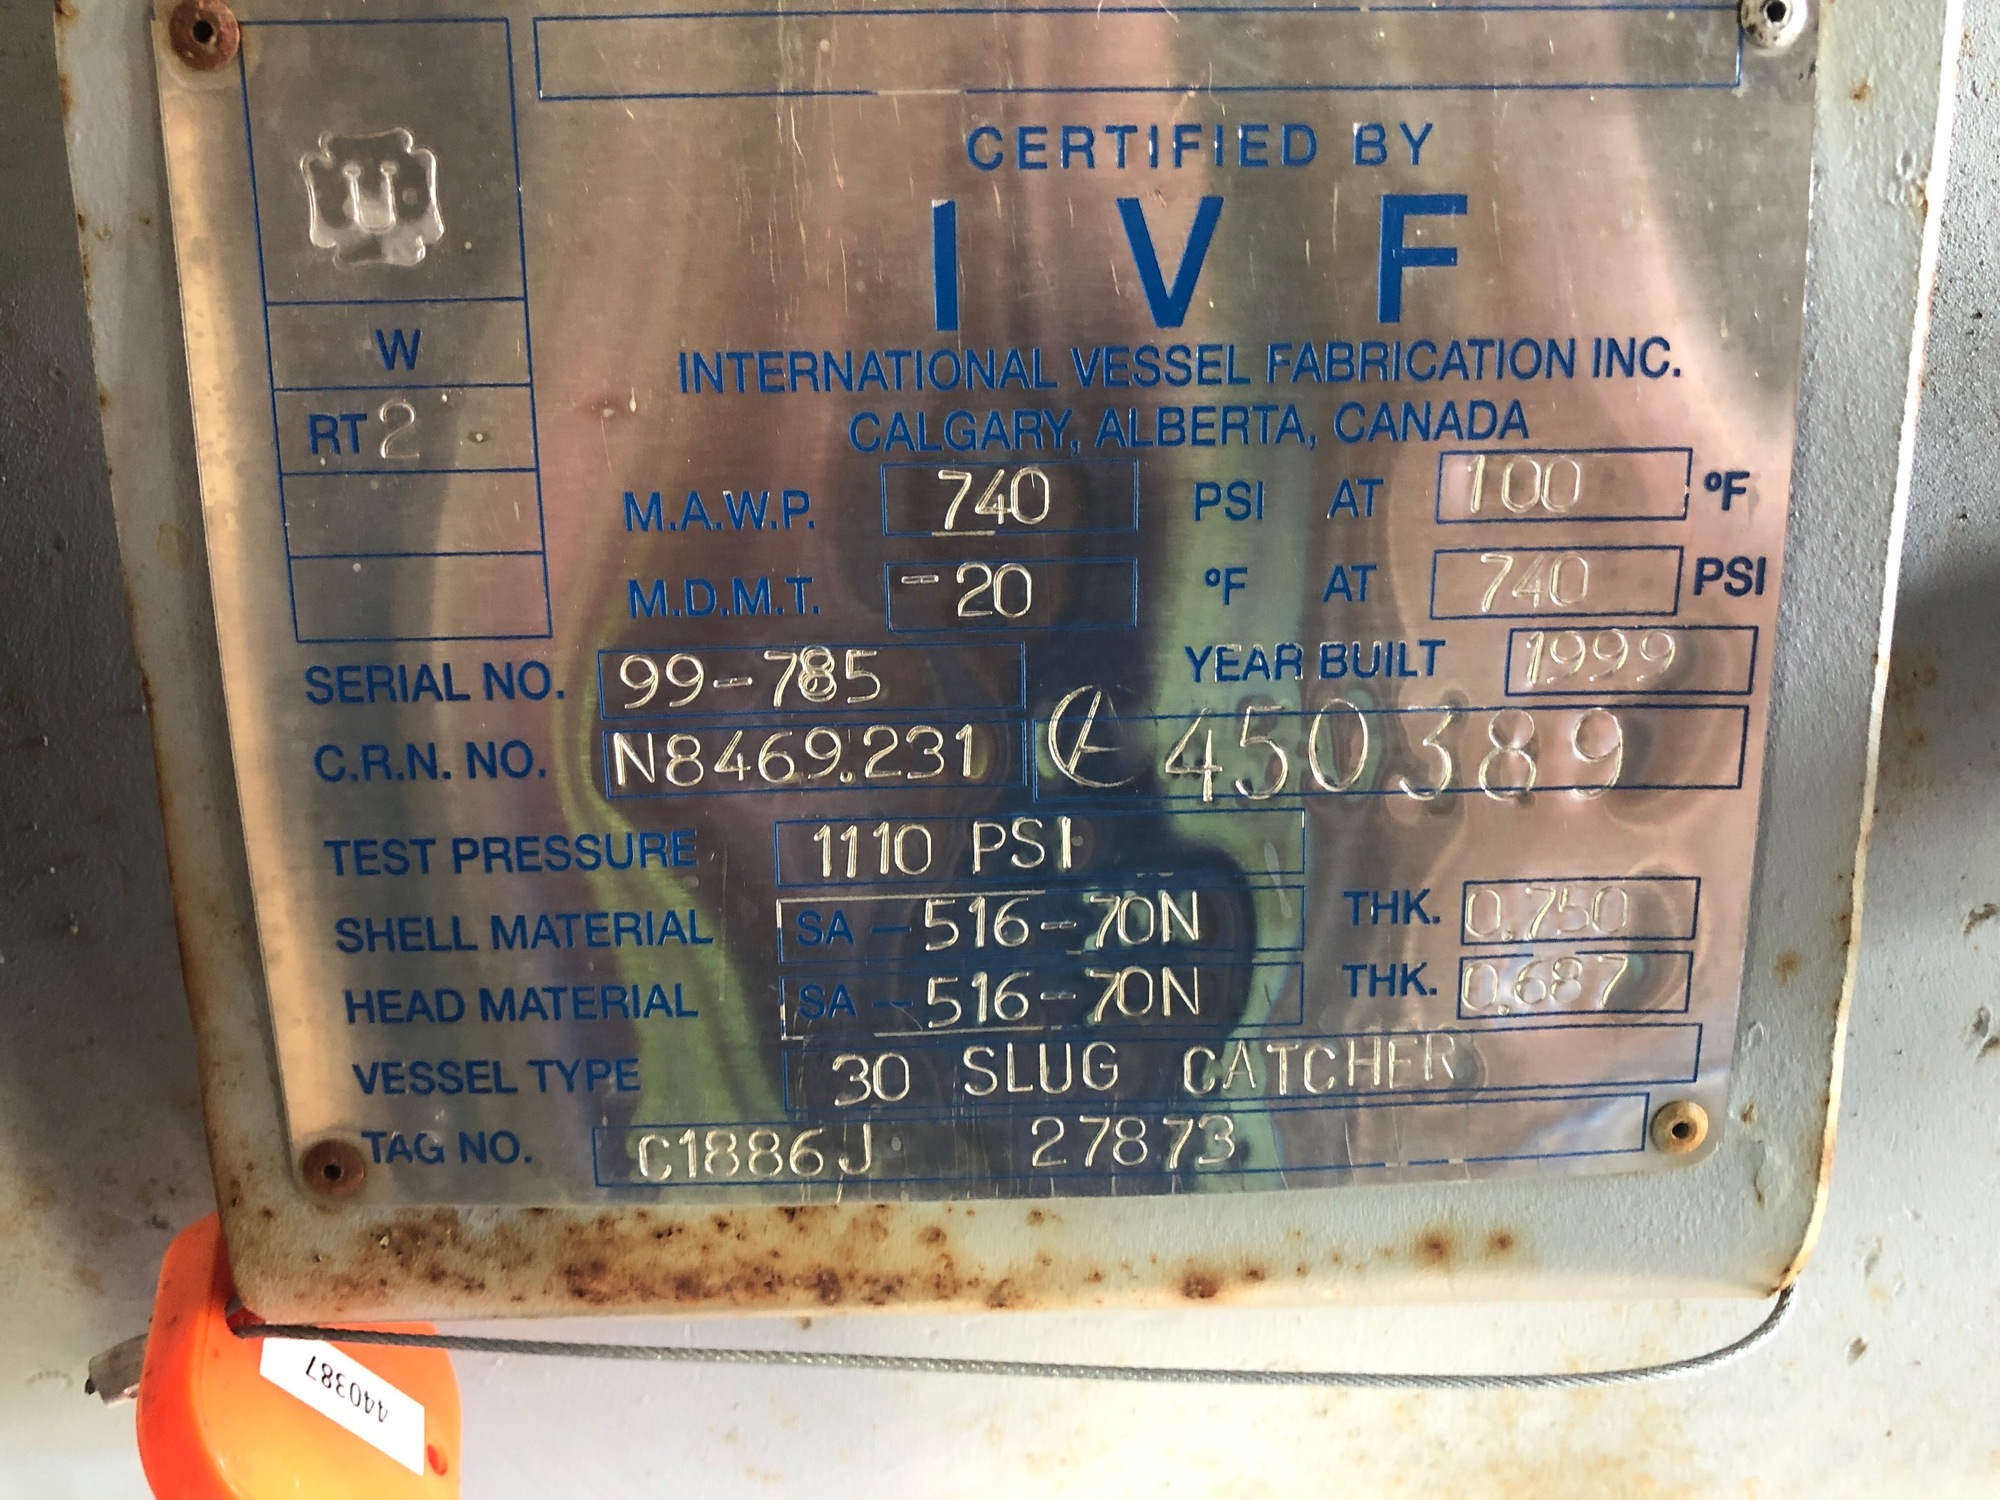 U
W
RT 2
CERTIFIED BY
I V F
INTERNATIONAL VESSEL FABRICATION INC.
CALGARY, ALBERTA, CANADA
M.A.W.P. 740 PSI AT 100 °F
M.D.M.T. -20 °F AT 740 PSI
SERIAL NO. 99-785 YEAR BUILT 1999
C.R.N. NO. N8469.231 A 450389
TEST PRESSURE 1110 PSI
SHELL MATERIAL SA-516-70N THK. 0.750
HEAD MATERIAL SA-516-70N THK. 0.687
VESSEL TYPE 30 SLUG CATCHER
TAG NO. C1886J 27873
440387